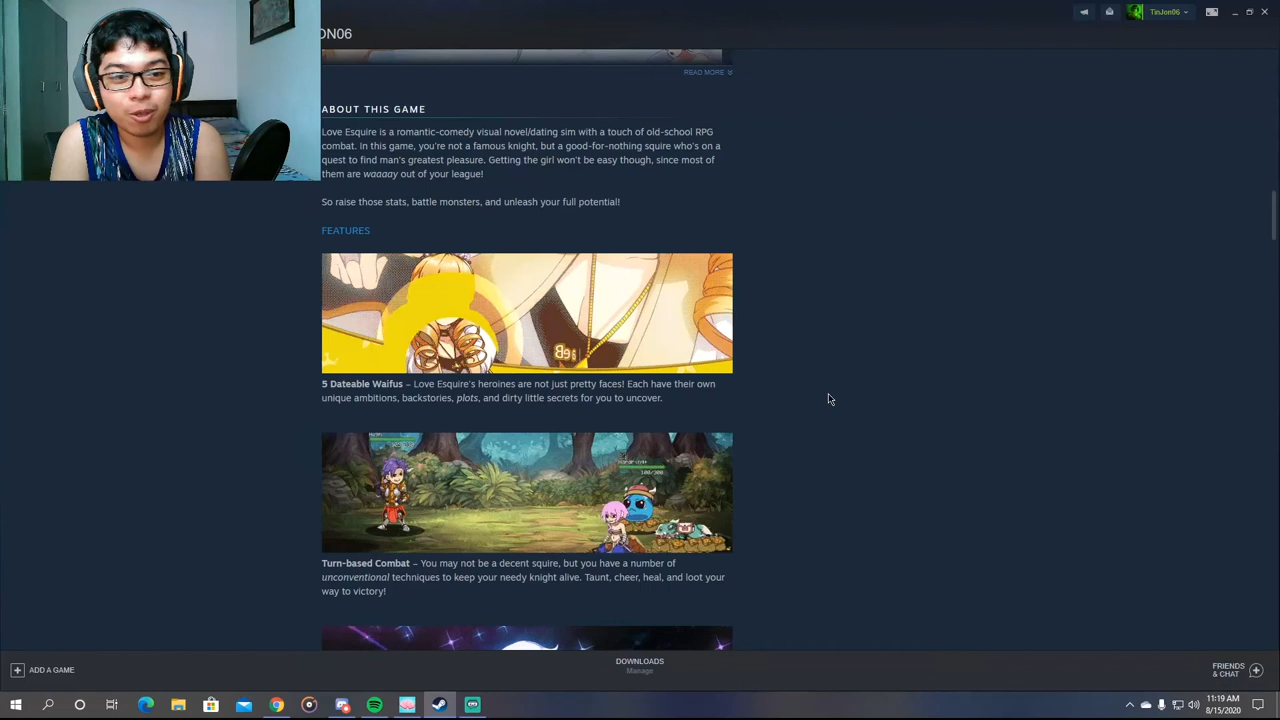 TinJon06
ON06
READ MORE
ABOUT THIS GAME
Love Esquire is a romantic-comedy visual novel/dating sim with a touch of old-school RPG
combat. In this game, you're not a famous knight, but a good-for-nothing squire who's on a
quest to find man's greatest pleasure. Getting the girl won't be easy though, since most of
them are waaaay out of your league!
So raise those stats, battle monsters, and unleash your full potential!
FEATURES
5 Dateable Waifus – Love Esquire's heroines are not just pretty faces! Each have their own
unique ambitions, backstories, plots, and dirty little secrets for you to uncover.
100/300
Turn-based Combat – You may not be a decent squire, but you have a number of
unconventional techniques to keep your needy knight alive. Taunt, cheer, heal, and loot your
way to victory!
ADD A GAME
DOWNLOADS
Manage
FRIENDS
& CHAT
11:19 AM
8/15/2020